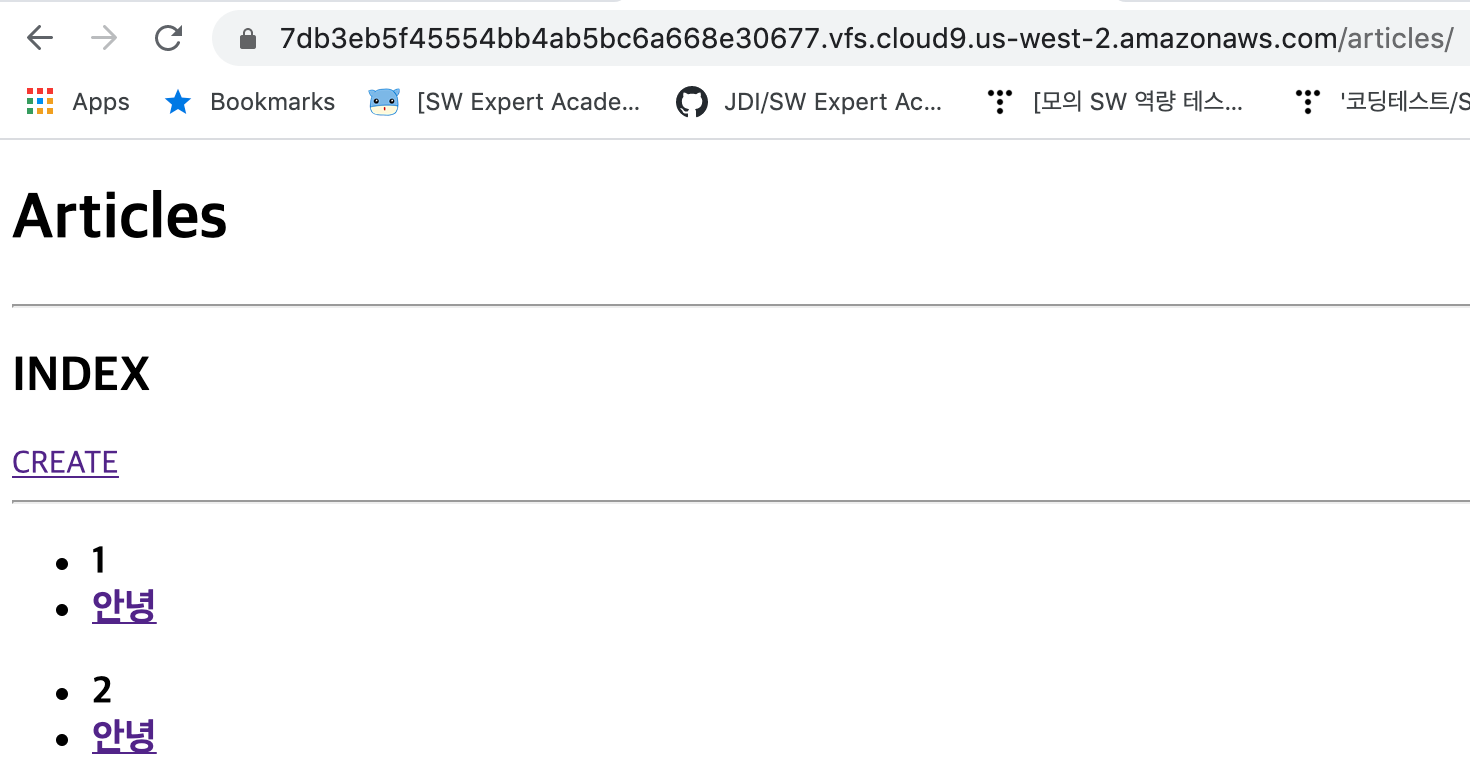 7db3eb5f45554bb4ab5bc6a668e30677.vfs.cloud9.us-west-2.amazonaws.com/articles/
Apps Bookmarks [SW Expert Acade... JDI/SW Expert Ac... [모의 SW 역량 테스... '코딩테스트/S
Articles
INDEX
CREATE
1
안녕
2
안녕